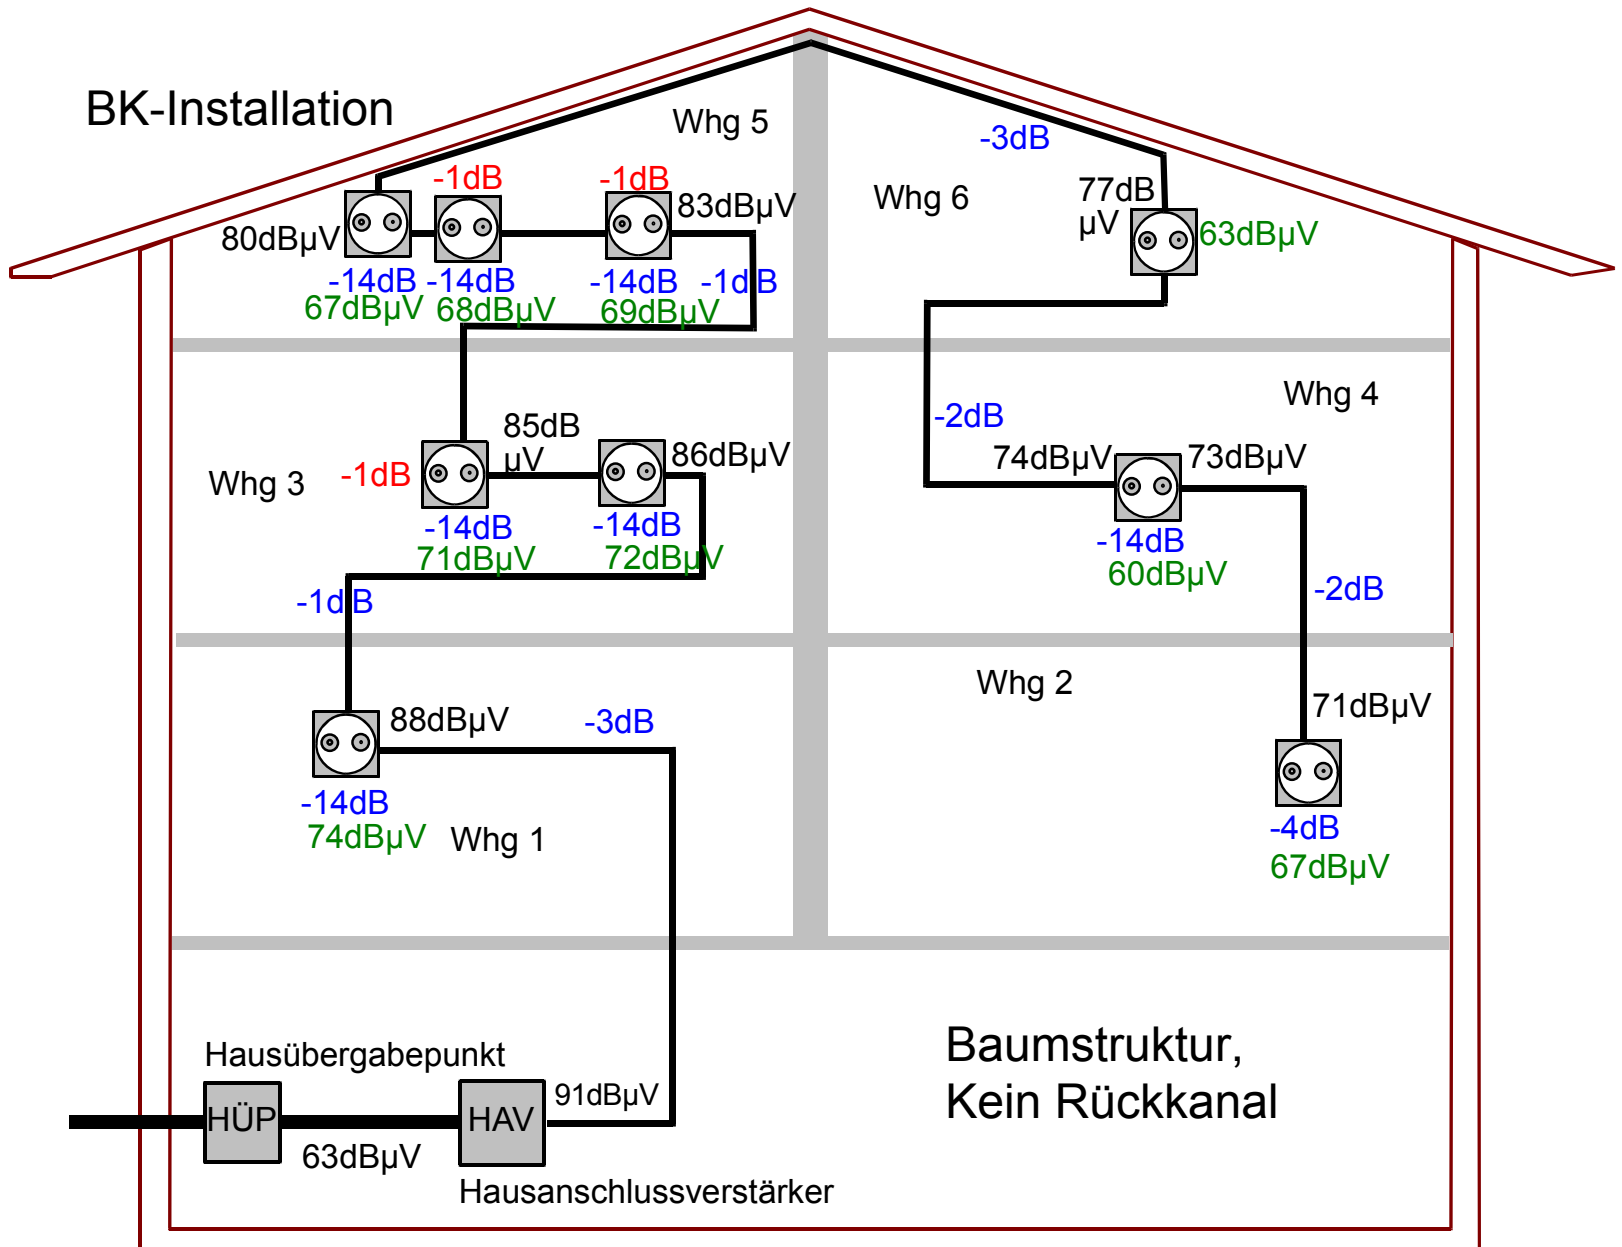 BK-Installation
Whg 5
-3dB
-1dB
-1dB
83dBµV
Whg 6
77dB
µV
80dBµV
63dBµV
-14dB
-14dB
-14dB
-1dB
67dBµV
68dBµV
69dBµV
Whg 4
85dB
µV
86dBµV
-2dB
Whg 3
-1dB
74dBµV
73dBµV
-14dB
-14dB
-14dB
71dBµV
72dBµV
60dBµV
-1dB
-2dB
Whg 2
88dBµV
-3dB
71dBµV
-14dB
74dBµV
Whg 1
-4dB
67dBµV
Hausübergabepunkt
Baumstruktur,
Kein Rückkanal
91dBµV
HÜP
HAV
63dBµV
Hausanschlussverstärker